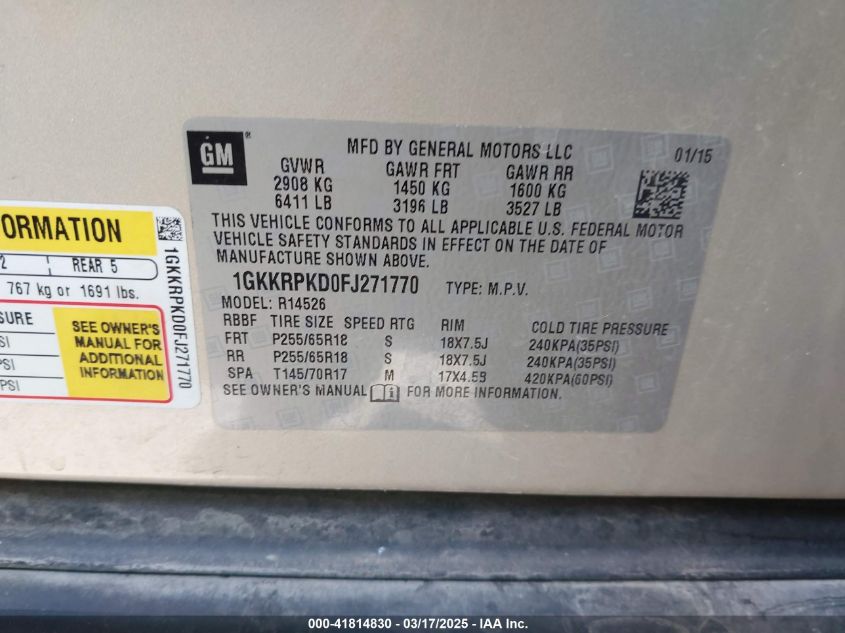 GM
®
MFD BY GENERAL MOTORS LLC 01/15
GVWR GAWR FRT GAWR RR
2908 KG 1450 KG 1600 KG
6411 LB 3196 LB 3527 LB
THIS VEHICLE CONFORMS TO ALL APPLICABLE U.S. FEDERAL MOTOR
VEHICLE SAFETY STANDARDS IN EFFECT ON THE DATE OF
MANUFACTURE SHOWN ABOVE.
1GKKRPKD0FJ271770 TYPE: M.P.V.
MODEL: R14526
RBBF TIRE SIZE SPEED RTG RIM COLD TIRE PRESSURE
FRT P255/65R18 S 18X7.5J 240KPA(35PSI)
RR P255/65R18 S 18X7.5J 240KPA(35PSI)
SPA T145/70R17 M 17X4.5B 420KPA(60PSI)
SEE OWNER'S MANUAL FOR MORE INFORMATION.
ORMATION
2 REAR 5
767 kg or 1691 lbs.
SURE
SI
PSI
PSI
SEE OWNER'S
MANUAL FOR
ADDITIONAL
INFORMATION
1GKKRPKD0FJ271770
000-41814830 - 03/17/2025 - IAA Inc.